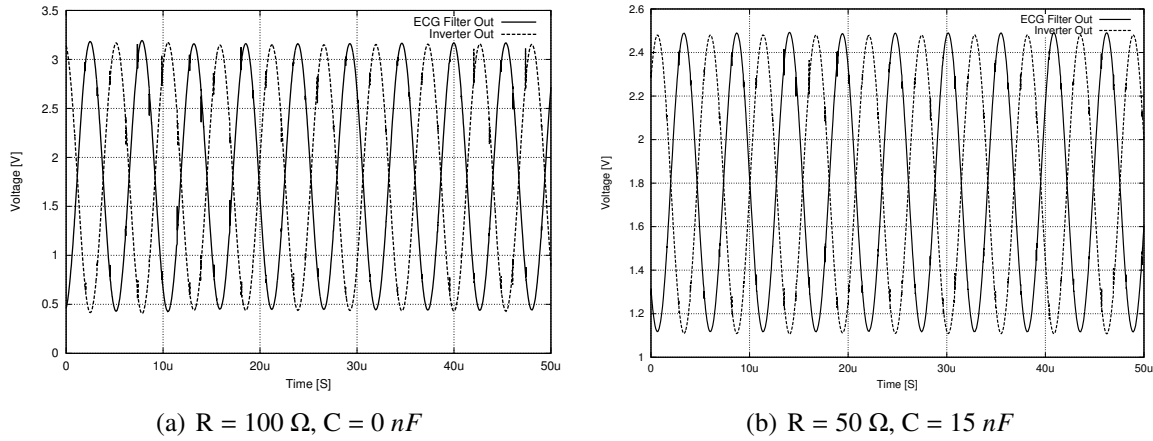 ECG Filter Out
Inverter Out
3.5
3
2.5
2
1.5
1
0.5
0
Voltage [V]
0 10u 20u 30u 40u 50u
Time [S]
(a) R = 100 Ω, C = 0 nF
ECG Filter Out
Inverter Out
2.6
2.4
2.2
2
1.8
1.6
1.4
1.2
1
Voltage [V]
0 10u 20u 30u 40u 50u
Time [S]
(b) R = 50 Ω, C = 15 nF